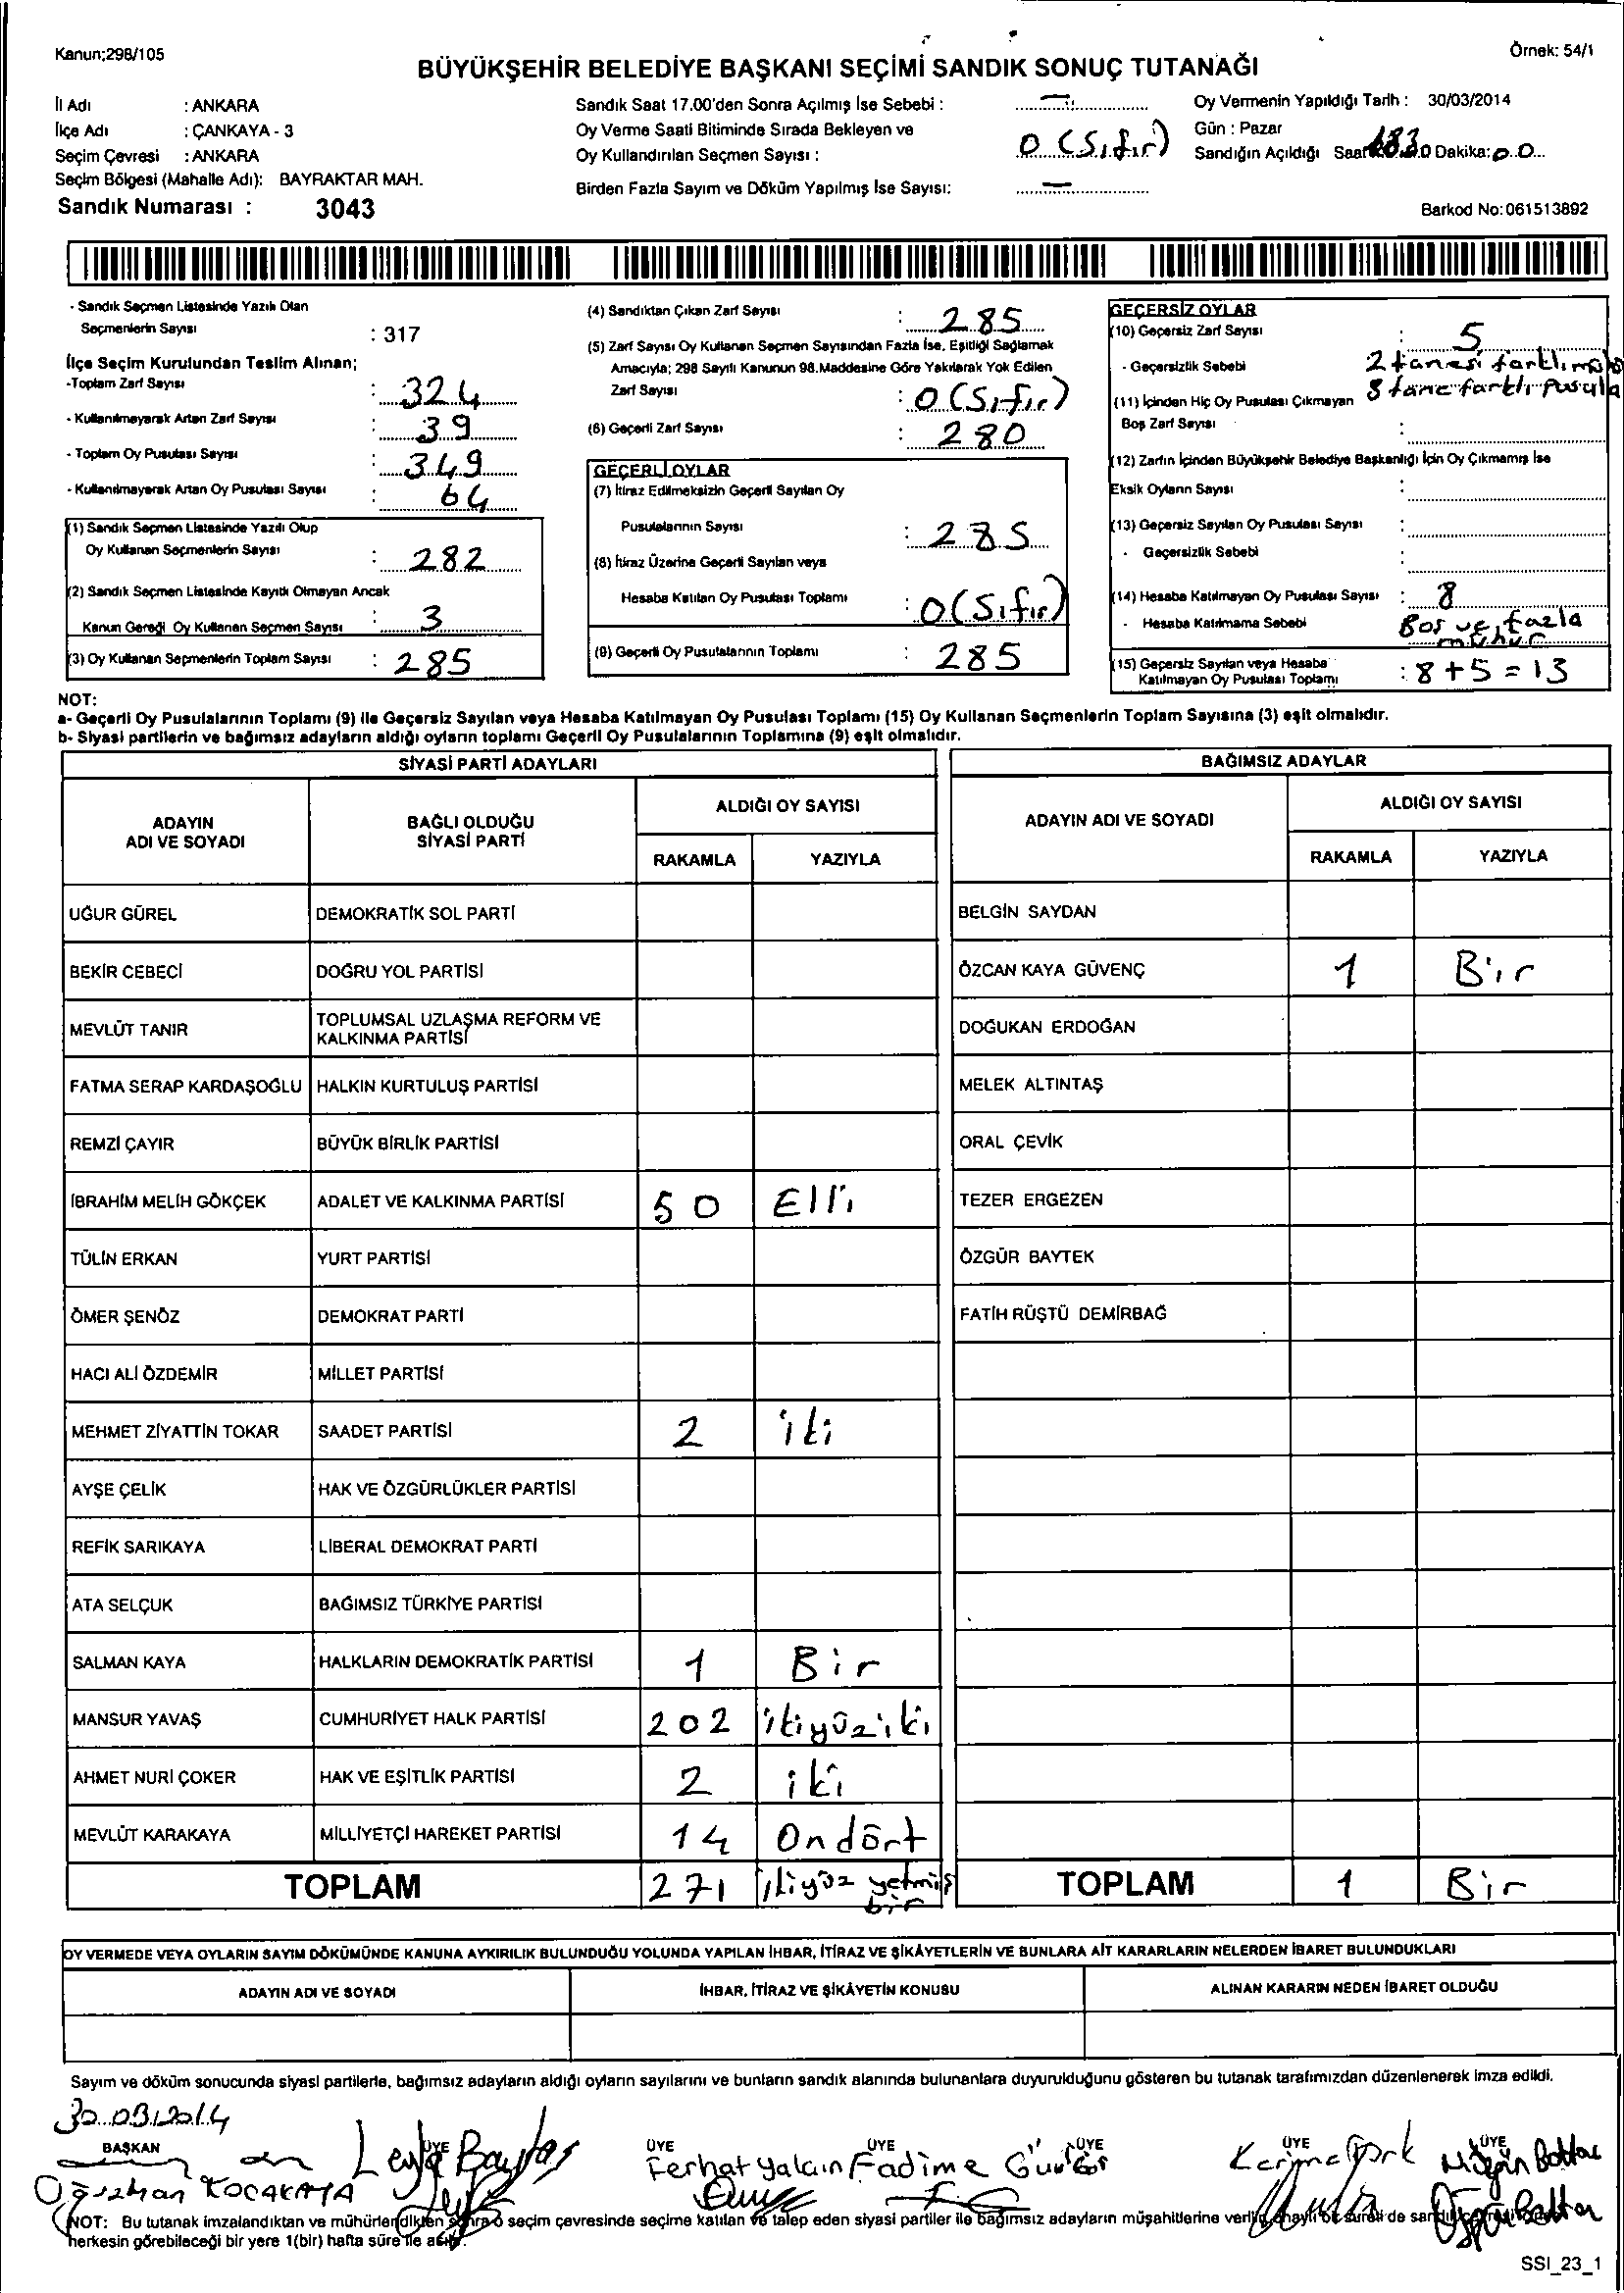 Kanun;298/105
Örnek: 54/1
BÜYÜKŞEHİR BELEDİYE BAŞKANI SEÇİMİ SANDIK SONUÇ TUTANAĞI
İl Adı : ANKARA
İlçe Adı : ÇANKAYA - 3
Seçim Çevresi : ANKARA
Seçim Bölgesi (Mahalle Adı): BAYRAKTAR MAH.
Sandık Numarası : 3043
Sandık Saat 17.00'den Sonra Açılmış İse Sebebi : —
Oy Verme Saati Bitiminde Sırada Bekleyen ve
Oy Kullandırılan Seçmen Sayısı : 0 (Sıfır)
Birden Fazla Sayım ve Döküm Yapılmış İse Sayısı: —
Oy Vermenin Yapıldığı Tarih : 30/03/2014
Gün : Pazar
Sandığın Açıldığı Saat Dakika: 00
Barkod No:061513892
- Sandık Seçmen Listesinde Yazılı Olan
Seçmenlerin Sayısı : 317
İlçe Seçim Kurulundan Teslim Alınan;
-Toplam Zarf Sayısı : 324
- Kullanılmayarak Artan Zarf Sayısı : 39
- Toplam Oy Pusulası Sayısı : 349
- Kullanılmayarak Artan Oy Pusulası Sayısı : 64
(1) Sandık Seçmen Listesinde Yazılı Olup
Oy Kullanan Seçmenlerin Sayısı : 282
(2) Sandık Seçmen Listesinde Kayıtlı Olmayan Ancak
Kanun Gereği Oy Kullanan Seçmen Sayısı : 3
(3) Oy Kullanan Seçmenlerin Toplam Sayısı : 285
(4) Sandıktan Çıkan Zarf Sayısı : 285
(5) Zarf Sayısı Oy Kullanan Seçmen Sayısından Fazla İse, Eşitliği Sağlamak
Amacıyla; 298 Sayılı Kanunun 98.Maddesine Göre Yakılarak Yok Edilen
Zarf Sayısı : 0 (Sıfır)
(6) Geçerli Zarf Sayısı : 280
GEÇERLİ OYLAR
(7) İtiraz Edilmeksizin Geçerli Sayılan Oy
Pusulalarının Sayısı : 285
(8) İtiraz Üzerine Geçerli Sayılan veya
Hesaba Katılan Oy Pusulası Toplamı : 0 (Sıfır)
(9) Geçerli Oy Pusulalarının Toplamı : 285
GEÇERSİZ OYLAR
(10) Geçersiz Zarf Sayısı : 5
- Geçersizlik Sebebi 2 tanesi farklı
3 tane farklı pusula
(11) İçinden Hiç Oy Pusulası Çıkmayan
Boş Zarf Sayısı :
(12) Zarfın İçinden Büyükşehir Belediye Başkanlığı İçin Oy Çıkmamış İse
Eksik Oyların Sayısı :
(13) Geçersiz Sayılan Oy Pusulası Sayısı :
- Geçersizlik Sebebi :
(14) Hesaba Katılmayan Oy Pusulası Sayısı : 8
- Hesaba Katılmama Sebebi Boş ve fazla
mühür
(15) Geçersiz Sayılan veya Hesaba
Katılmayan Oy Pusulası Toplamı : 8+5=13
NOT:
a- Geçerli Oy Pusulalarının Toplamı (9) ile Geçersiz Sayılan veya Hesaba Katılmayan Oy Pusulası Toplamı (15) Oy Kullanan Seçmenlerin Toplam Sayısına (3) eşit olmalıdır.
b- Siyasi partilerin ve bağımsız adayların aldığı oyların toplamı Geçerli Oy Pusulalarının Toplamına (9) eşit olmalıdır.
SİYASİ PARTİ ADAYLARI
ADAYIN ADI VE SOYADI BAĞLI OLDUĞU SİYASİ PARTİ ALDIĞI OY SAYISI
RAKAMLA YAZIYLA
UĞUR GÜREL DEMOKRATİK SOL PARTİ
BEKİR CEBECİ DOĞRU YOL PARTİSİ
MEVLÜT TANIR TOPLUMSAL UZLAŞMA REFORM VE
KALKINMA PARTİSİ
FATMA SERAP KARDAŞOĞLU HALKIN KURTULUŞ PARTİSİ
REMZİ ÇAYIR BÜYÜK BİRLİK PARTİSİ
İBRAHİM MELİH GÖKÇEK ADALET VE KALKINMA PARTİSİ 50 Elli
TÜLİN ERKAN YURT PARTİSİ
ÖMER ŞENÖZ DEMOKRAT PARTİ
HACI ALİ ÖZDEMİR MİLLET PARTİSİ
MEHMET ZİYATTİN TOKAR SAADET PARTİSİ 2 iki
AYŞE ÇELİK HAK VE ÖZGÜRLÜKLER PARTİSİ
REFİK SARIKAYA LİBERAL DEMOKRAT PARTİ
ATA SELÇUK BAĞIMSIZ TÜRKİYE PARTİSİ
SALMAN KAYA HALKLARIN DEMOKRATİK PARTİSİ 1 Bir
MANSUR YAVAŞ CUMHURİYET HALK PARTİSİ 202 ikiyüziki
AHMET NURİ ÇOKER HAK VE EŞİTLİK PARTİSİ 2 iki
MEVLÜT KARAKAYA MİLLİYETÇİ HAREKET PARTİSİ 14 Ondört
TOPLAM 271 ikiyüz yetmiş
bir
BAĞIMSIZ ADAYLAR
ADAYIN ADI VE SOYADI ALDIĞI OY SAYISI
RAKAMLA YAZIYLA
BELGİN SAYDAN
ÖZCAN KAYA GÜVENÇ 1 Bir
DOĞUKAN ERDOĞAN
MELEK ALTINTAŞ
ORAL ÇEVİK
TEZER ERGEZEN
ÖZGÜR BAYTEK
FATİH RÜŞTÜ DEMİRBAĞ
TOPLAM 1 Bir
OY VERMEDE VEYA OYLARIN SAYIM DÖKÜMÜNDE KANUNA AYKIRILIK BULUNDUĞU YOLUNDA YAPILAN İHBAR, İTİRAZ VE ŞİKÂYETLERİN VE BUNLARA AİT KARARLARIN NELERDEN İBARET BULUNDUKLARI
ADAYIN ADI VE SOYADI İHBAR, İTİRAZ VE ŞİKÂYETİN KONUSU ALINAN KARARIN NEDEN İBARET OLDUĞU
Sayım ve döküm sonucunda siyasi partilerle, bağımsız adayların aldığı oyların sayılarını ve bunların sandık alanında bulunanlara duyurulduğunu gösteren bu tutanak tarafımızdan düzenlenerek imza edildi.
30.03.2014
BAŞKAN ÜYE ÜYE ÜYE ÜYE ÜYE ÜYE
Oğuzhan KOCAKAYA Leyla Ferhat Yalçın Fadime
NOT: Bu tutanak imzalandıktan ve mühürlendikten sonra o seçim çevresinde seçime katılan ve talep eden siyasi partiler ile bağımsız adayların müşahitlerine
herkesin görebileceği bir yere 1(bir) hafta süre ile asılır.
SSI_23_1